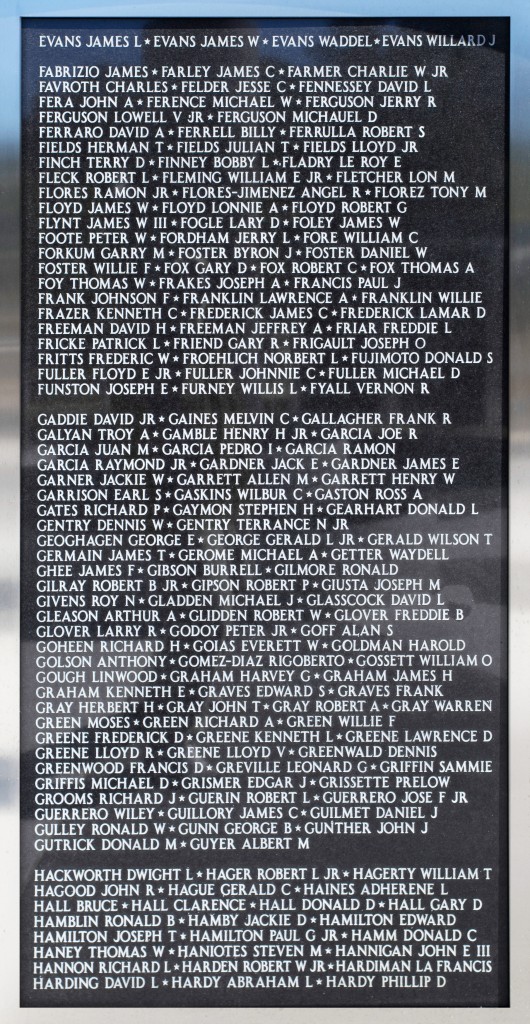 EVANS JAMES L ★ EVANS JAMES W ★ EVANS WADDEL ★ EVANS WILLARD J
FABRIZIO JAMES ★ FARLEY JAMES C ★ FARMER CHARLIE W JR
FAVROTH CHARLES ★ FELDER JESSE C ★ FENNESSEY DAVID L
FERA JOHN A ★ FERENCE MICHAEL W ★ FERGUSON JERRY R
FERGUSON LOWELL V JR ★ FERGUSON MICHAUEL D
FERRARO DAVID A ★ FERRELL BILLY ★ FERRULLA ROBERT S
FIELDS HERMAN T ★ FIELDS JULIAN T ★ FIELDS LLOYD JR
FINCH TERRY D ★ FINNEY BOBBY L ★ FLADRY LE ROY E
FLECK ROBERT L ★ FLEMING WILLIAM E JR ★ FLETCHER LON M
FLORES RAMON JR ★ FLORES-JIMENEZ ANGEL R ★ FLOREZ TONY M
FLOYD JAMES W ★ FLOYD LONNIE A ★ FLOYD ROBERT G
FLYNT JAMES W III ★ FOGLE LARY D ★ FOLEY JAMES W
FOOTE PETER W ★ FORDHAM JERRY L ★ FORE WILLIAM C
FORKUM GARRY M ★ FOSTER BYRON J ★ FOSTER DANIEL W
FOSTER WILLIE F ★ FOX GARY D ★ FOX ROBERT C ★ FOX THOMAS A
FOY THOMAS W ★ FRAKES JOSEPH A ★ FRANCIS PAUL J
FRANK JOHNSON F ★ FRANKLIN LAWRENCE A ★ FRANKLIN WILLIE
FRAZER KENNETH C ★ FREDERICK JAMES C ★ FREDERICK LAMAR D
FREEMAN DAVID H ★ FREEMAN JEFFREY A ★ FRIAR FREDDIE L
FRICKE PATRICK L ★ FRIEND GARY R ★ FRIGAULT JOSEPH O
FRITTS FREDERIC W ★ FROEHLICH NORBERT L ★ FUJIMOTO DONALD S
FULLER FLOYD E JR ★ FULLER JOHNNIE C ★ FULLER MICHAEL D
FUNSTON JOSEPH E ★ FURNEY WILLIS L ★ FYALL VERNON R
GADDIE DAVID JR ★ GAINES MELVIN C ★ GALLAGHER FRANK R
GALYAN TROY A ★ GAMBLE HENRY H JR ★ GARCIA JOE R
GARCIA JUAN M ★ GARCIA PEDRO I ★ GARCIA RAMON
GARCIA RAYMOND JR ★ GARDNER JACK E ★ GARDNER JAMES E
GARNER JACKIE W ★ GARRETT ALLEN M ★ GARRETT HENRY W
GARRISON EARL S ★ GASKINS WILBUR C ★ GASTON ROSS A
GATES RICHARD P ★ GAYMON STEPHEN H ★ GEARHART DONALD L
GENTRY DENNIS W ★ GENTRY TERRANCE N JR
GEOGHAGEN GEORGE E ★ GEORGE GERALD L JR ★ GERALD WILSON T
GERMAIN JAMES T ★ GEROME MICHAEL A ★ GETTER WAYDELL
GHEE JAMES F ★ GIBSON BURRELL ★ GILMORE RONALD
GILRAY ROBERT B JR ★ GIPSON ROBERT P ★ GIUSTA JOSEPH M
GIVENS ROY N ★ GLADDEN MICHAEL J ★ GLASSCOCK DAVID L
GLEASON ARTHUR A ★ GLIDDEN ROBERT W ★ GLOVER FREDDIE B
GLOVER LARRY R ★ GODOY PETER JR ★ GOFF ALAN S
GOHEEN RICHARD H ★ GOIAS EVERETT W ★ GOLDMAN HAROLD
GOLSON ANTHONY ★ GOMEZ-DIAZ RIGOBERTO ★ GOSSETT WILLIAM O
GOUGH LINWOOD ★ GRAHAM HARVEY G ★ GRAHAM JAMES H
GRAHAM KENNETH E ★ GRAVES EDWARD S ★ GRAVES FRANK
GRAY HERBERT H ★ GRAY JOHN T ★ GRAY ROBERT A ★ GRAY WARREN
GREEN MOSES ★ GREEN RICHARD A ★ GREEN WILLIE F
GREENE FREDERICK D ★ GREENE KENNETH L ★ GREENE LAWRENCE D
GREENE LLOYD R ★ GREENE LLOYD V ★ GREENWALD DENNIS
GREENWOOD FRANCIS D ★ GREVILLE LEONARD G ★ GRIFFIN SAMMIE
GRIFFIS MICHAEL D ★ GRISMER EDGAR J ★ GRISSETTE PRELOW
GROOMS RICHARD J ★ GUERIN ROBERT L ★ GUERRERO JOSE F JR
GUERRERO WILEY ★ GUILLORY JAMES C ★ GUILMET DANIEL J
GULLEY RONALD W ★ GUNN GEORGE B ★ GUNTHER JOHN J
GUTRICK DONALD M ★ GUYER ALBERT M
HACKWORTH DWIGHT L ★ HAGER ROBERT L JR ★ HAGERTY WILLIAM T
HAGOOD JOHN R ★ HAGUE GERALD C ★ HAINES ADHERENE L
HALL BRUCE ★ HALL CLARENCE ★ HALL DONALD D ★ HALL GARY D
HAMBLIN RONALD B ★ HAMBY JACKIE D ★ HAMILTON EDWARD
HAMILTON JOSEPH T ★ HAMILTON PAUL G JR ★ HAMM DONALD C
HANEY THOMAS W ★ HANIOTES STEVEN M ★ HANNIGAN JOHN E III
HANNON RICHARD L ★ HARDEN ROBERT W JR ★ HARDIMAN LA FRANCIS
HARDING DAVID L ★ HARDY ABRAHAM L ★ HARDY PHILLIP D